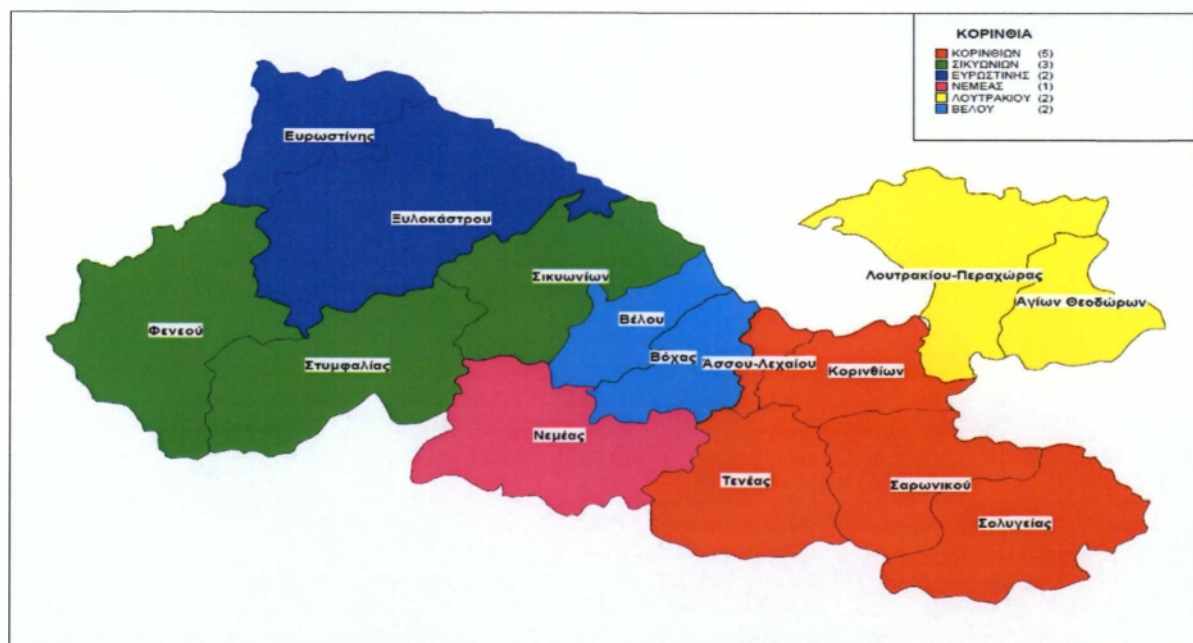 ΚΟΡΙΝΘΙΑ
ΚΟΡΙΝΘΙΩΝ (5)
ΣΙΚΥΩΝΙΩΝ (3)
ΕΥΡΩΣΤΙΝΗΣ (2)
ΝΕΜΕΑΣ (1)
ΛΟΥΤΡΑΚΙΟΥ (2)
ΒΕΛΟΥ (2)
Ευρωστίνης
Ξυλοκάστρου
Σικυωνίων
Λουτρακίου-Περαχώρας
Αγίων Θεοδώρων
Φενεού
Βέλου
Στυμφαλίας
Βόχας
Άσσου-Λεχαίου
Κορινθίων
Νεμέας
Τενέας
Σαρωνικού
Σολυγείας